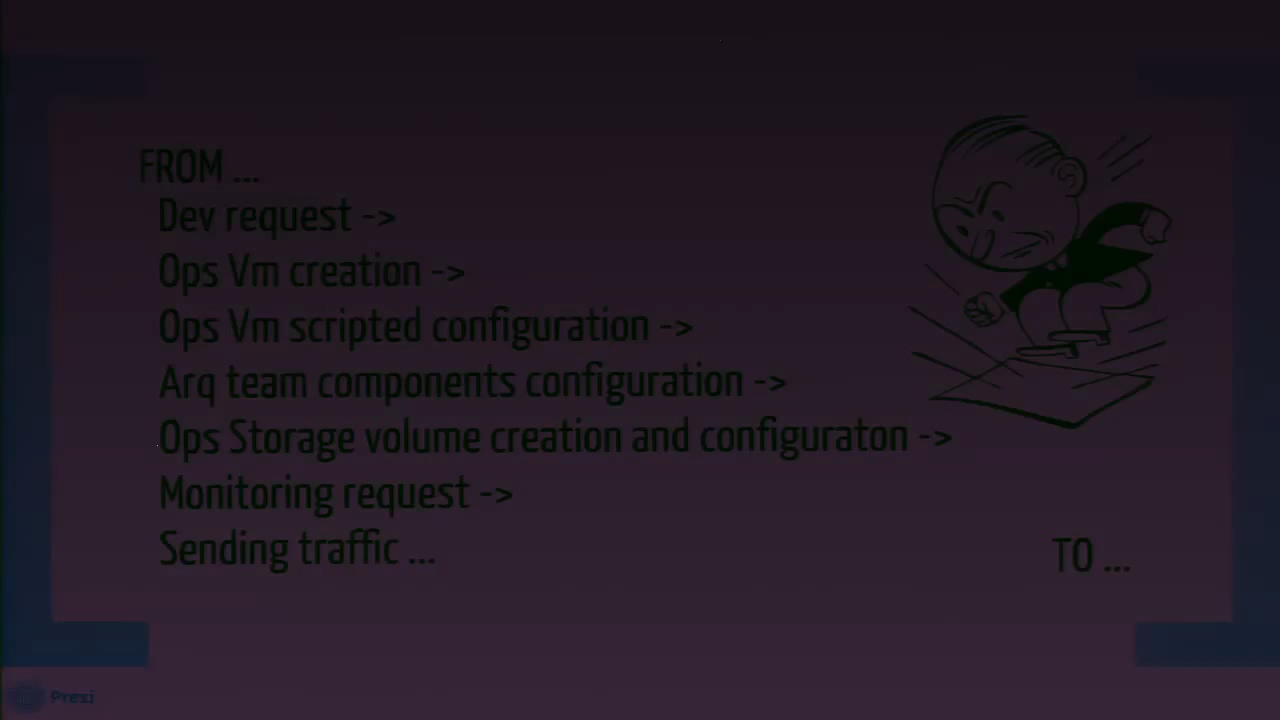 FROM ...
Dev request ->
Ops Vm creation ->
Ops Vm scripted configuration ->
Arq team components configuration ->
Ops Storage volume creation and configuraton ->
Monitoring request ->
Sending traffic ...
TO ...
Prezi